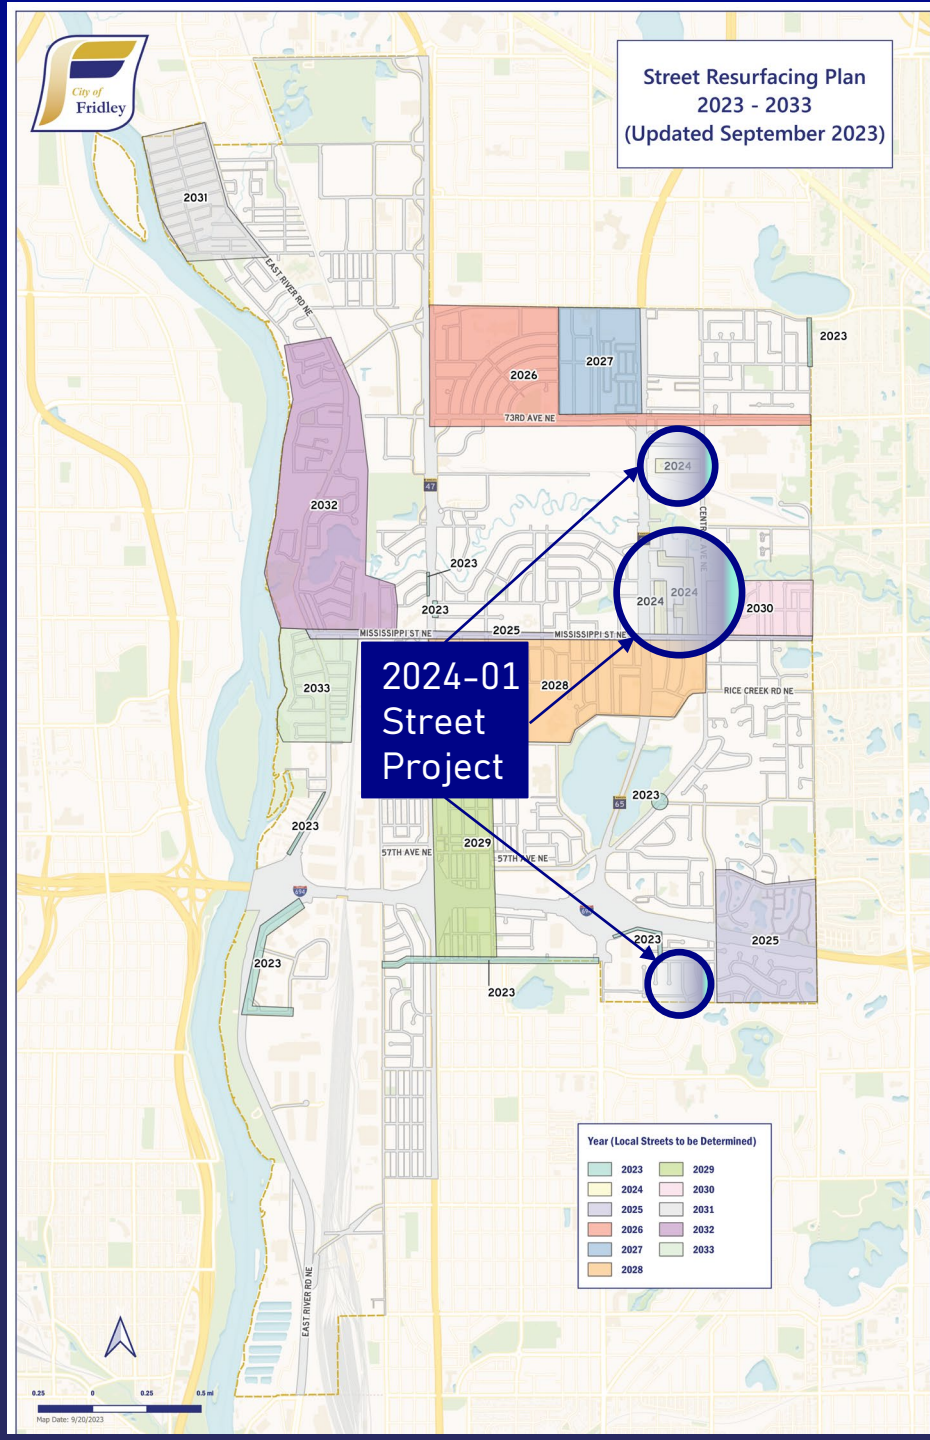 City of
Fridley
Street Resurfacing Plan
2023 - 2033
(Updated September 2023)
2031
EAST RIVER RD NE
2023
2026
2027
73RD AVE NE
2024
47
2032
2023
2024
2024
2023
2030
MISSISSIPPI ST NE
2025
MISSISSIPPI ST NE
2033
2024-01
Street
Project
2028
RICE CREEK RD NE
2023
65
2023
57TH AVE NE
2029
57TH AVE NE
694
2023
2025
2023
2023
Year (Local Streets to be Determined)
2023
2029
2024
2030
2025
2031
2026
2032
2027
2033
2028
EAST RIVER RD NE
0.25
0
0.25
0.5 mi
Map Date: 9/20/2023